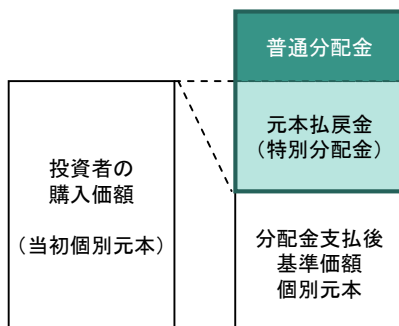 普通分配金
元本払戻金
(特別分配金)
投資者の
購入価額
(当初個別元本)
分配金支払後
基準価額
個別元本